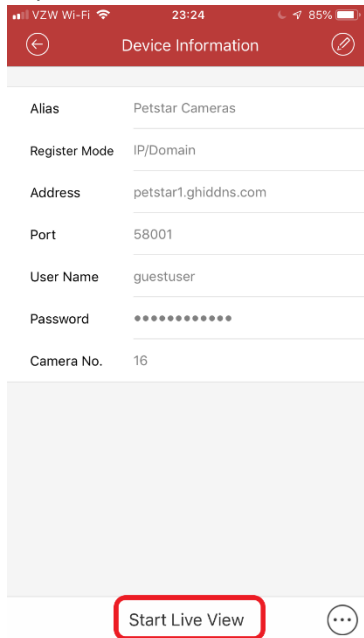 VZW Wi-Fi 23:24 85%
Device Information
Alias Petstar Cameras
Register Mode IP/Domain
Address petstar1.ghiddns.com
Port 58001
User Name guestuser
Password ●●●●●●●●●●●●
Camera No. 16
Start Live View